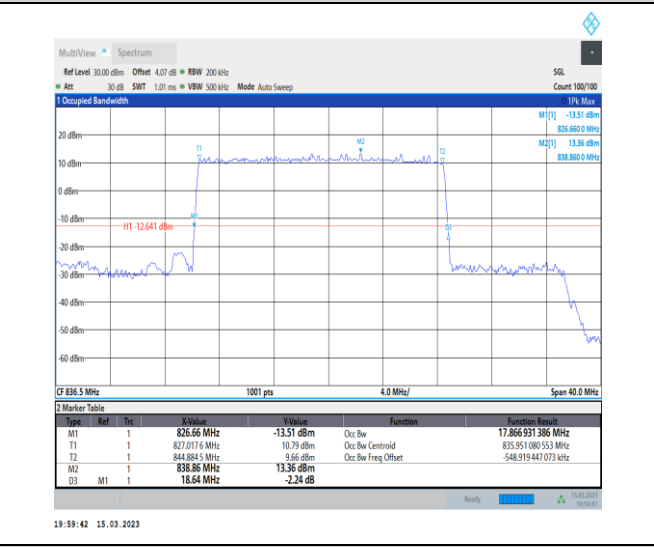 MultiView Spectrum
Ref Level 30.00 dBm Offset 4.07 dB RBW 200 kHz SGL
Att 30 dB SWT 1.01 ms VBW 500 kHz Mode Auto Sweep Count 100/100
1 Occupied Bandwidth 1Pk Max
M1[1] -13.51 dBm
826.660 0 MHz
M2[1] 13.36 dBm
838.860 0 MHz
20 dBm
T1
M2
T2
10 dBm
0 dBm
-10 dBm
M1
H1 -12.641 dBm
D3
-20 dBm
-30 dBm
-40 dBm
-50 dBm
-60 dBm
CF 836.5 MHz 1001 pts 4.0 MHz/ Span 40.0 MHz
2 Marker Table
Type Ref Trc X-Value Y-Value Function Function Result
M1 1 826.66 MHz -13.51 dBm Occ Bw 17.866 931 386 MHz
T1 1 827.017 6 MHz 10.79 dBm Occ Bw Centroid 835.951 080 553 MHz
T2 1 844.884 5 MHz 9.66 dBm Occ Bw Freq Offset -548.919 447 073 kHz
M2 1 838.86 MHz 13.36 dBm
D3 M1 1 18.64 MHz -2.24 dB
Ready 15.03.2023
19:59:41
19:59:42 15.03.2023